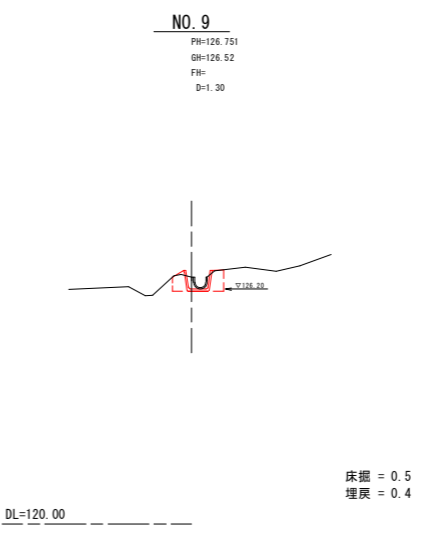 NO. 9
PH=126.751
GH=126.52
FH=
D=1.30
▽126.20
床掘 = 0.5
埋戻 = 0.4
DL=120.00